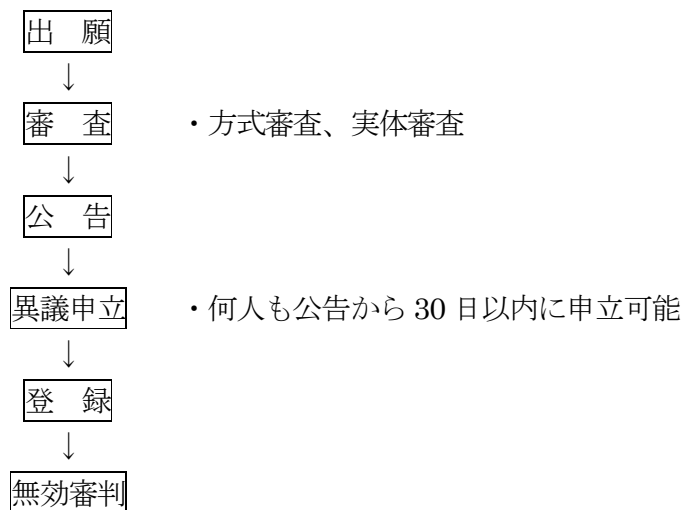 出　願
↓
審　査　・方式審査、実体審査
↓
公　告
↓
異議申立　・何人も公告から 30 日以内に申立可能
↓
登　録
↓
無効審判